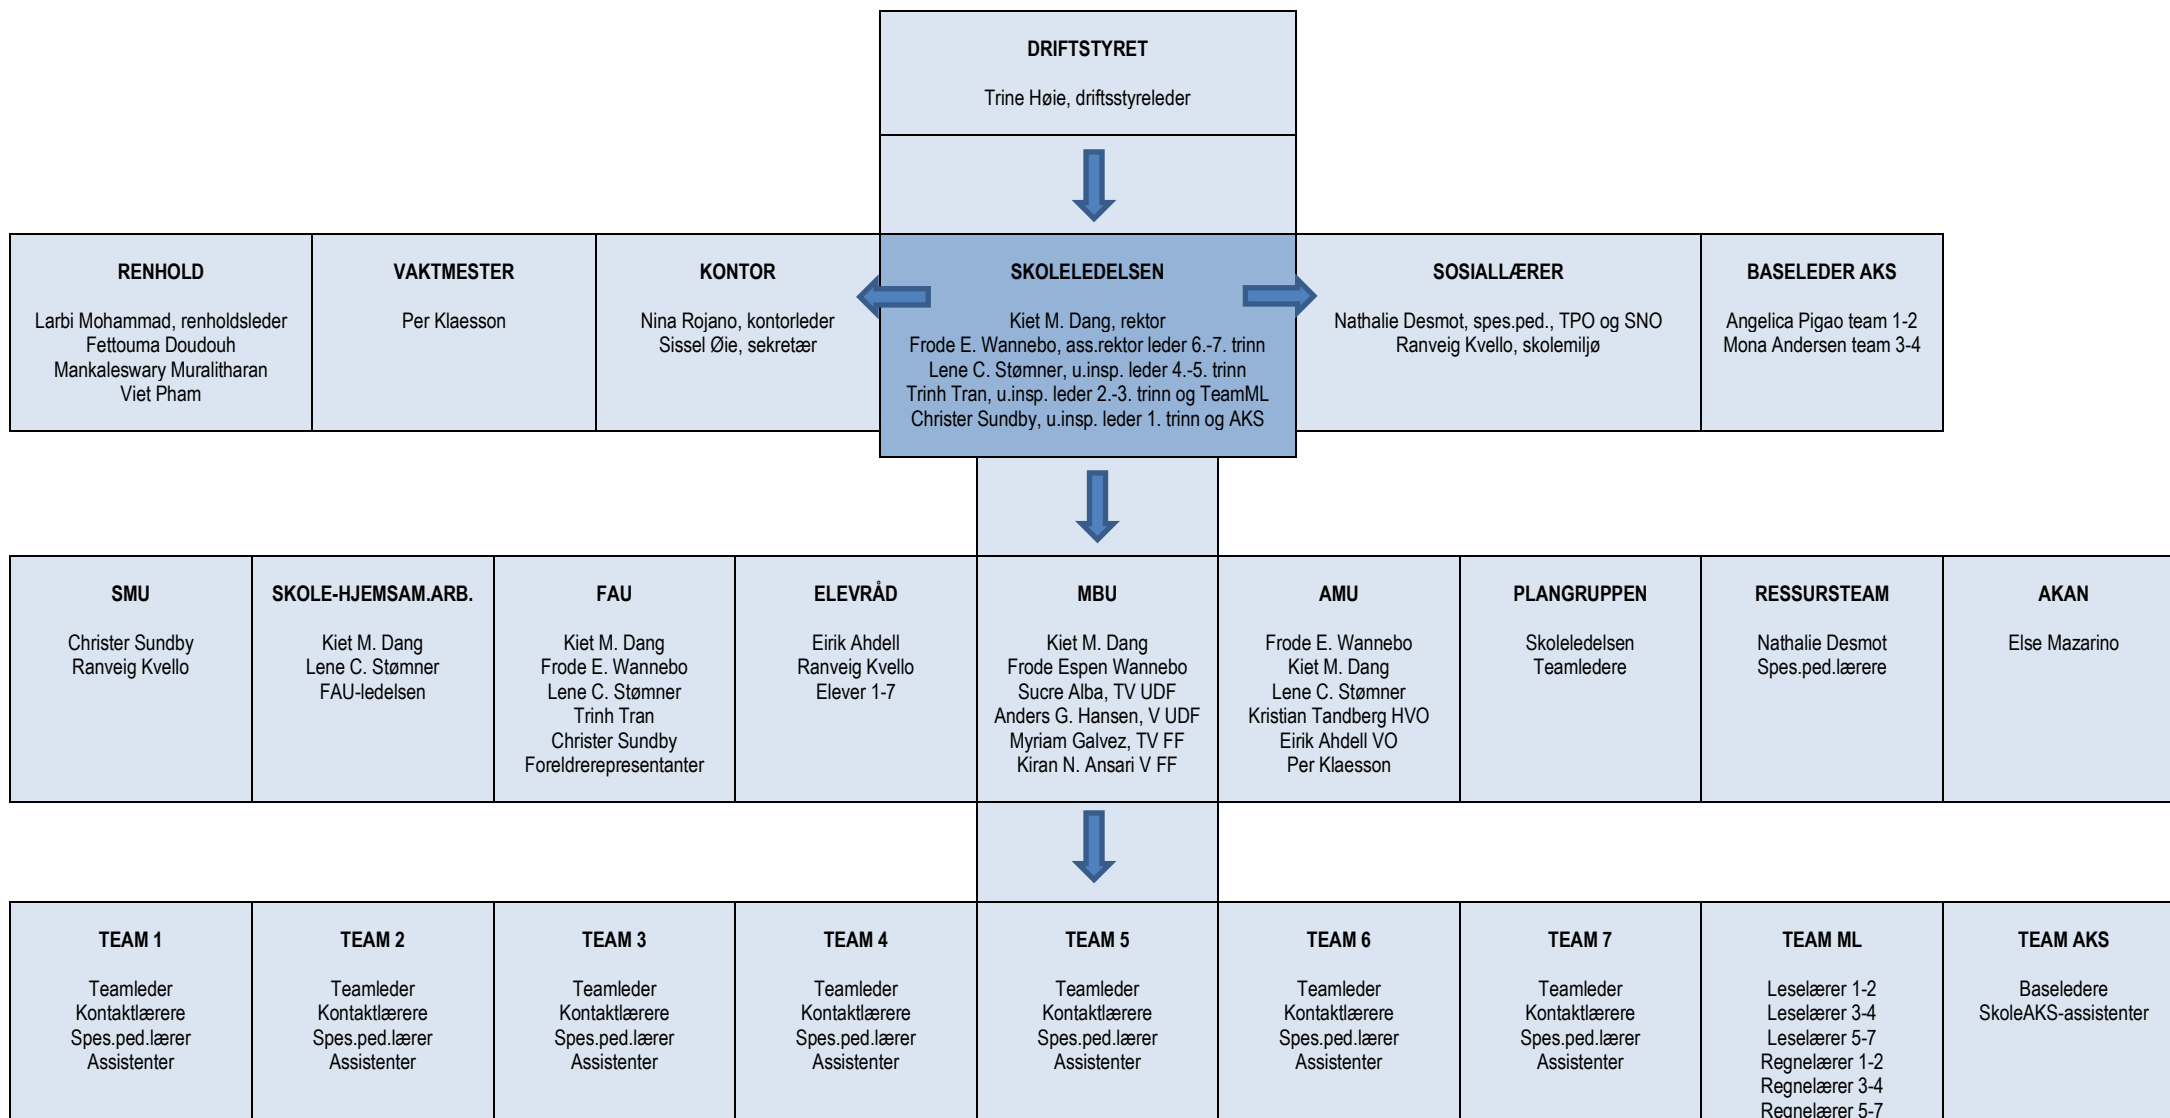 DRIFTSTYRET
Trine Høie, driftsstyreleder
RENHOLD
Larbi Mohammad, renholdsleder
Fettouma Doudouh
Mankaleswary Muralitharan
Viet Pham
VAKTMESTER
Per Klaesson
KONTOR
Nina Rojano, kontorleder
Sissel Øie, sekretær
SKOLELEDELSEN
Kiet M. Dang, rektor
Frode E. Wannebo, ass.rektor leder 6.-7. trinn
Lene C. Stømner, u.insp. leder 4.-5. trinn
Trinh Tran, u.insp. leder 2.-3. trinn og TeamML
Christer Sundby, u.insp. leder 1. trinn og AKS
SOSIALLÆRER
Nathalie Desmot, spes.ped., TPO og SNO
Ranveig Kvello, skolemiljø
BASELEDER AKS
Angelica Pigao team 1-2
Mona Andersen team 3-4
SMU
Christer Sundby
Ranveig Kvello
SKOLE-HJEMSAM.ARB.
Kiet M. Dang
Lene C. Stømner
FAU-ledelsen
FAU
Kiet M. Dang
Frode E. Wannebo
Lene C. Stømner
Trinh Tran
Christer Sundby
Foreldrerepresentanter
ELEVRÅD
Eirik Ahdell
Ranveig Kvello
Elever 1-7
MBU
Kiet M. Dang
Frode Espen Wannebo
Sucre Alba, TV UDF
Anders G. Hansen, V UDF
Myriam Galvez, TV FF
Kiran N. Ansari V FF
AMU
Frode E. Wannebo
Kiet M. Dang
Lene C. Stømner
Kristian Tandberg HVO
Eirik Ahdell VO
Per Klaesson
PLANGRUPPEN
Skoleledelsen
Teamledere
RESSURSTEAM
Nathalie Desmot
Spes.ped.lærere
AKAN
Else Mazarino
TEAM 1
Teamleder
Kontaktlærere
Spes.ped.lærer
Assistenter
TEAM 2
Teamleder
Kontaktlærere
Spes.ped.lærer
Assistenter
TEAM 3
Teamleder
Kontaktlærere
Spes.ped.lærer
Assistenter
TEAM 4
Teamleder
Kontaktlærere
Spes.ped.lærer
Assistenter
TEAM 5
Teamleder
Kontaktlærere
Spes.ped.lærer
Assistenter
TEAM 6
Teamleder
Kontaktlærere
Spes.ped.lærer
Assistenter
TEAM 7
Teamleder
Kontaktlærere
Spes.ped.lærer
Assistenter
TEAM ML
Leselærer 1-2
Leselærer 3-4
Leselærer 5-7
Regnelærer 1-2
Regnelærer 3-4
Regnelærer 5-7
TEAM AKS
Baseledere
SkoleAKS-assistenter